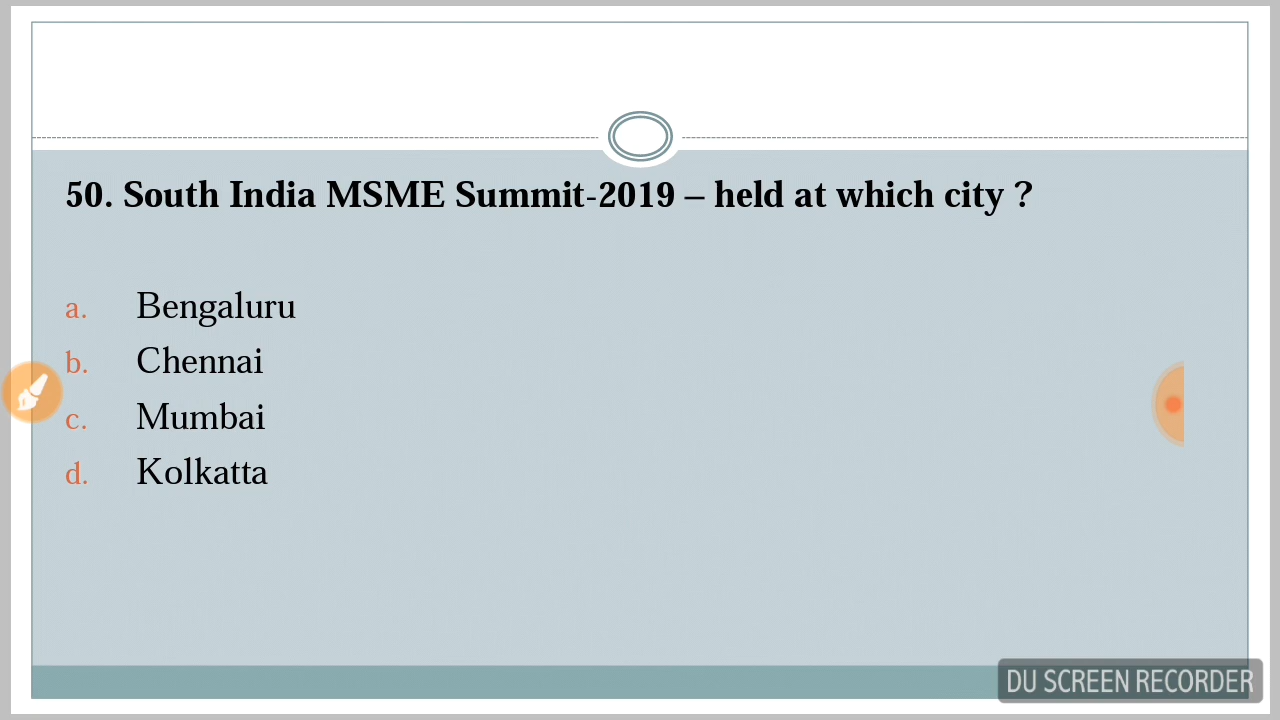 50. South India MSME Summit-2019 – held at which city ?
a. Bengaluru
b. Chennai
c. Mumbai
d. Kolkatta
DU SCREEN RECORDER